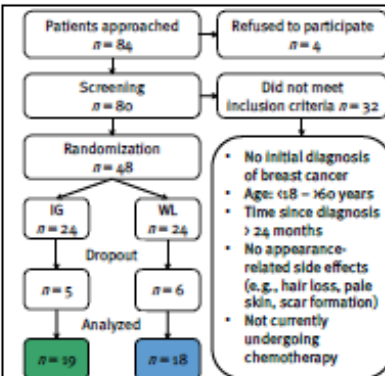 Patients approached
n = 84
Refused to participate
n = 4
Screening
n = 80
Did not meet
inclusion criteria n = 32
Randomization
n = 48
• No initial diagnosis
of breast cancer
• Age: <18 – >60 years
• Time since diagnosis
> 24 months
• No appearance-
related side effects
(e.g., hair loss, pale
skin, scar formation)
• Not currently
undergoing
chemotherapy
IG
n = 24
WL
n = 24
Dropout
n = 5
n = 6
Analyzed
n = 19
n = 18